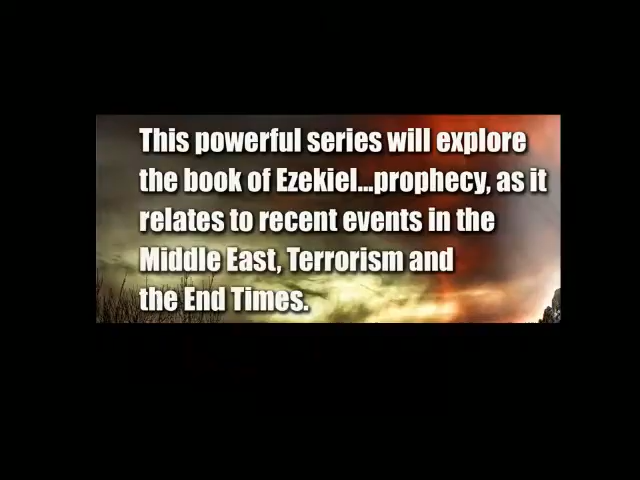 This powerful series will explore
the book of Ezekiel...prophecy, as it
relates to recent events in the
Middle East, Terrorism and
the End Times.